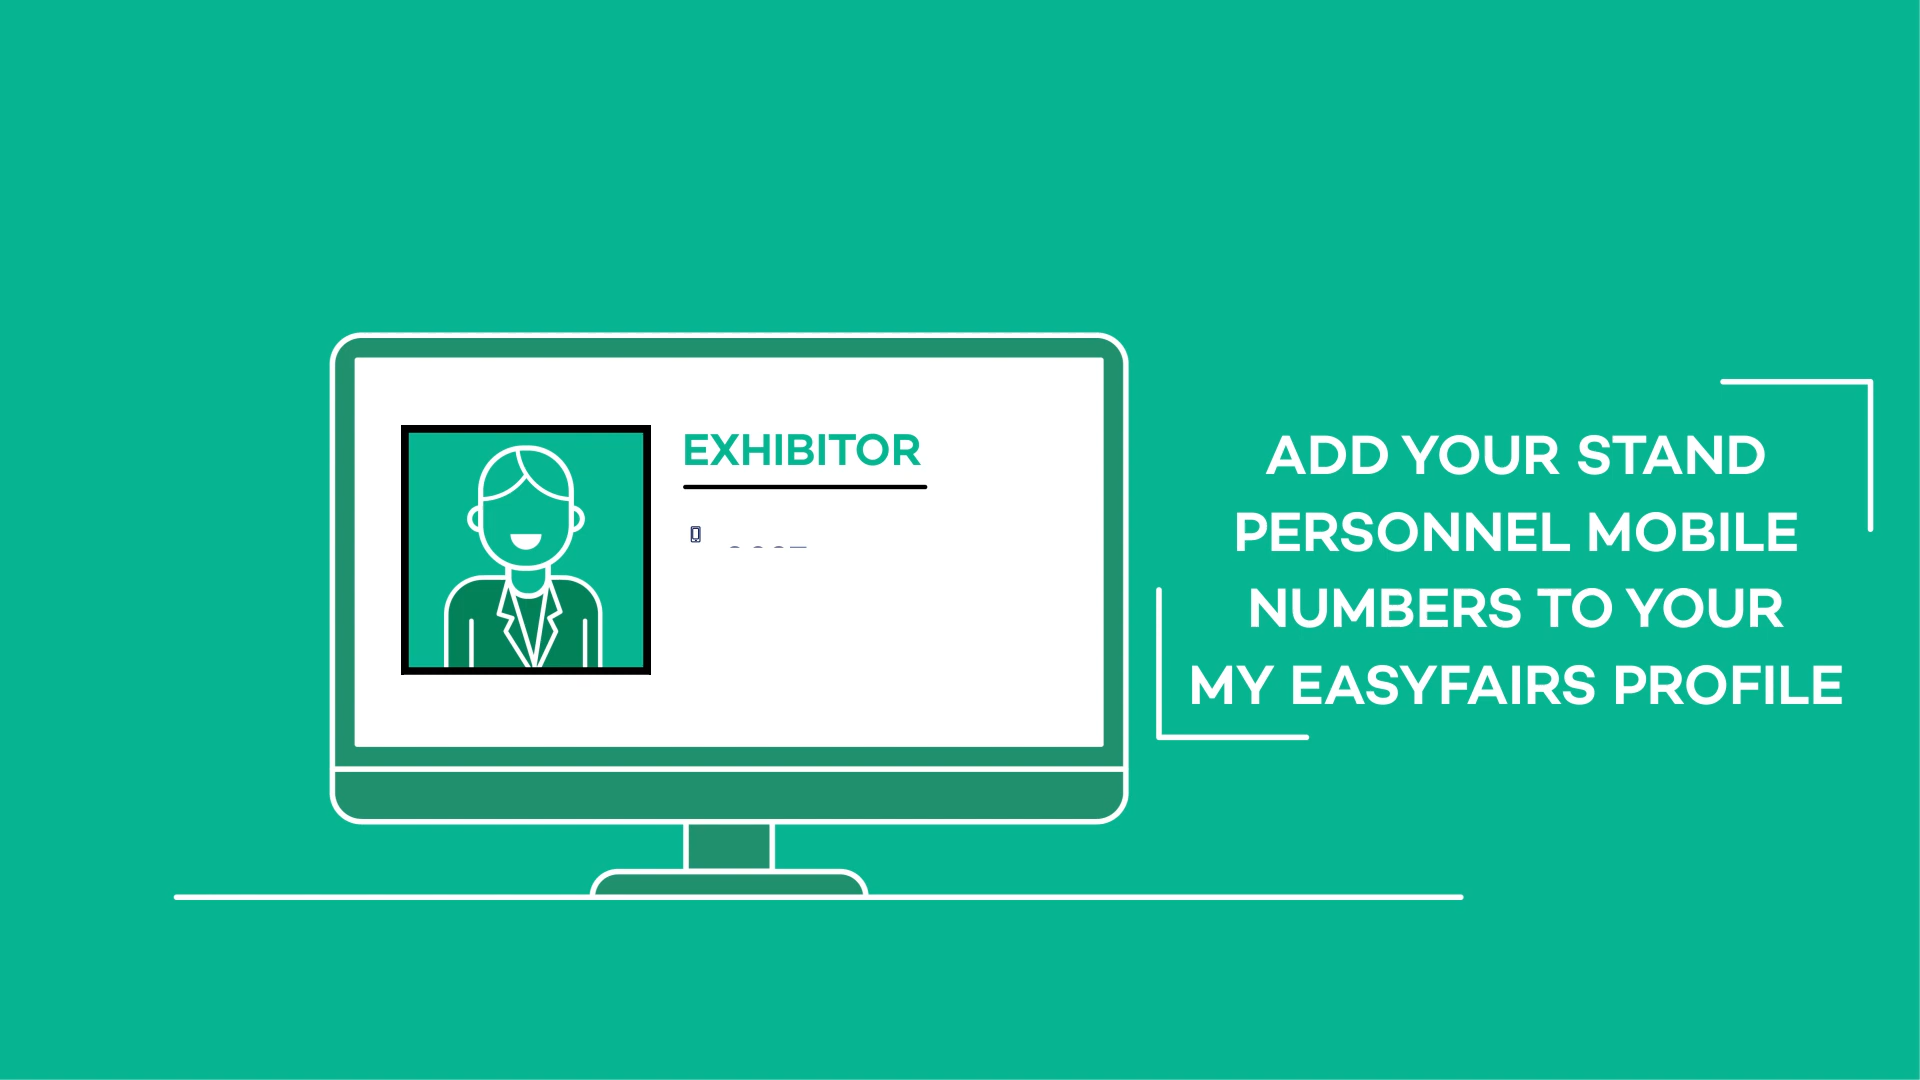 EXHIBITOR
ADD YOUR STAND
PERSONNEL MOBILE
NUMBERS TO YOUR
MY EASYFAIRS PROFILE